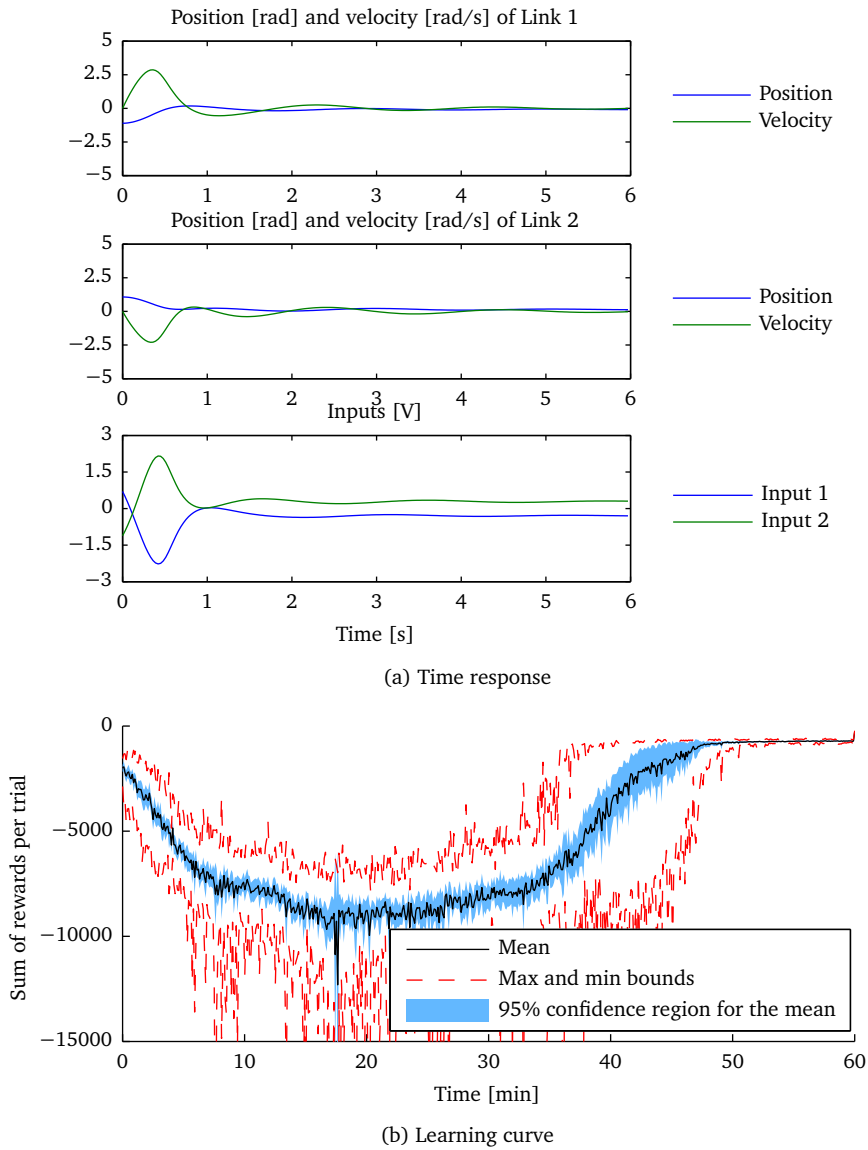 Position [rad] and velocity [rad/s] of Link 1
5
2.5
0
−2.5
−5
0 1 2 3 4 5 6
Position
Velocity
Position [rad] and velocity [rad/s] of Link 2
5
2.5
0
−2.5
−5
0 1 2 3 4 5 6
Position
Velocity
Inputs [V]
3
1.5
0
−1.5
−3
0 1 2 3 4 5 6
Input 1
Input 2
Time [s]
(a) Time response
0
−5000
−10000
−15000
Sum of rewards per trial
Mean
Max and min bounds
95% confidence region for the mean
0 10 20 30 40 50 60
Time [min]
(b) Learning curve